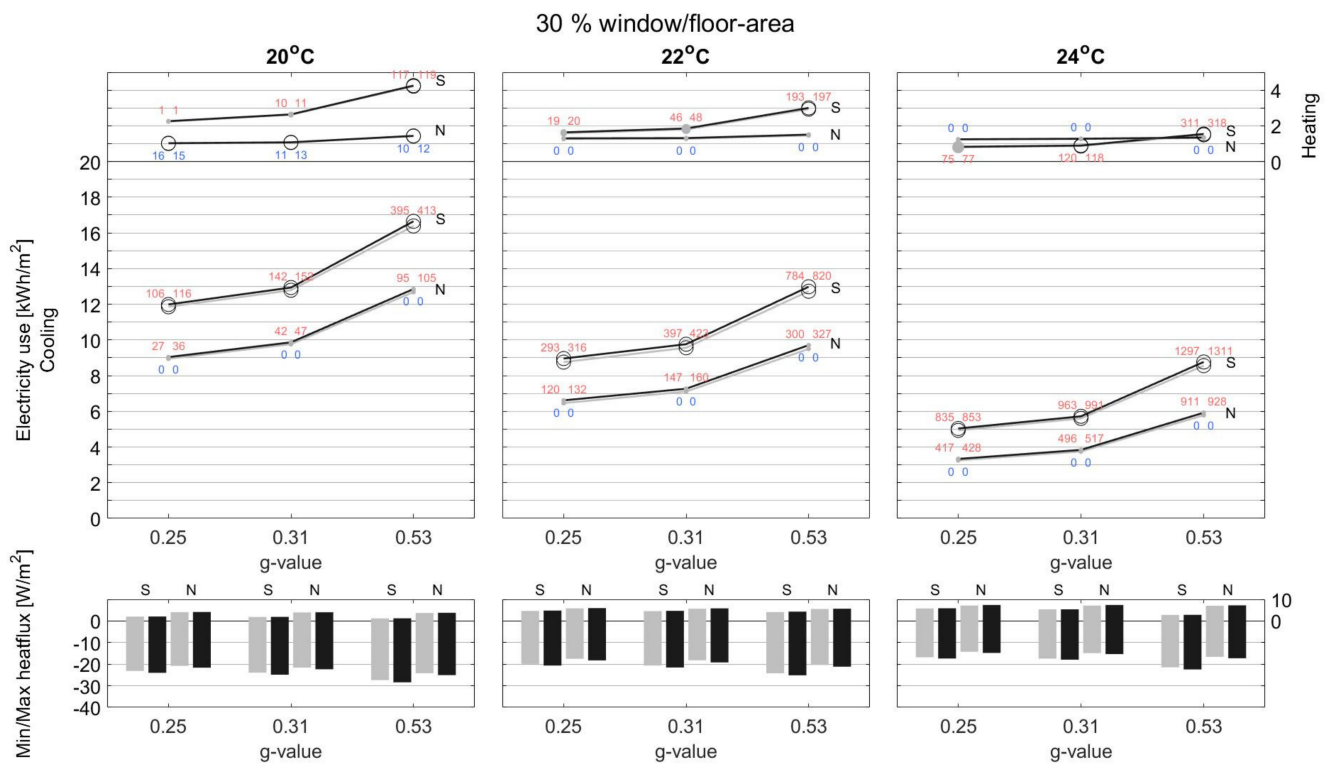 30 % window/floor-area
20°C
22°C
24°C
117 119
S
10 11
1 1
N
16 15
11 13
10 12
193 197
S
46 48
19 20
N
0 0
0 0
0 0
311 318
0 0
0 0
S
N
75 77
120 118
0 0
4
2
0
Heating
Electricity use [kWh/m²]
Cooling
20
18
16
14
12
10
8
6
4
2
0
395 413
S
142
106 116
95 105
N
42 47
27 36
0 0
0 0
0 0
784 820
S
397 422
293 316
300 327
N
147 160
120 132
0 0
0 0
0 0
1297 1311
S
963 991
835 853
911 928
N
496 517
417 428
0 0
0 0
0 0
0.25 0.31 0.53
g-value
0.25 0.31 0.53
g-value
0.25 0.31 0.53
g-value
Min/Max heatflux [W/m²]
S N S N S N
S N S N S N
S N S N S N
0
-10
-20
-30
-40
10
0
0.25 0.31 0.53
g-value
0.25 0.31 0.53
g-value
0.25 0.31 0.53
g-value